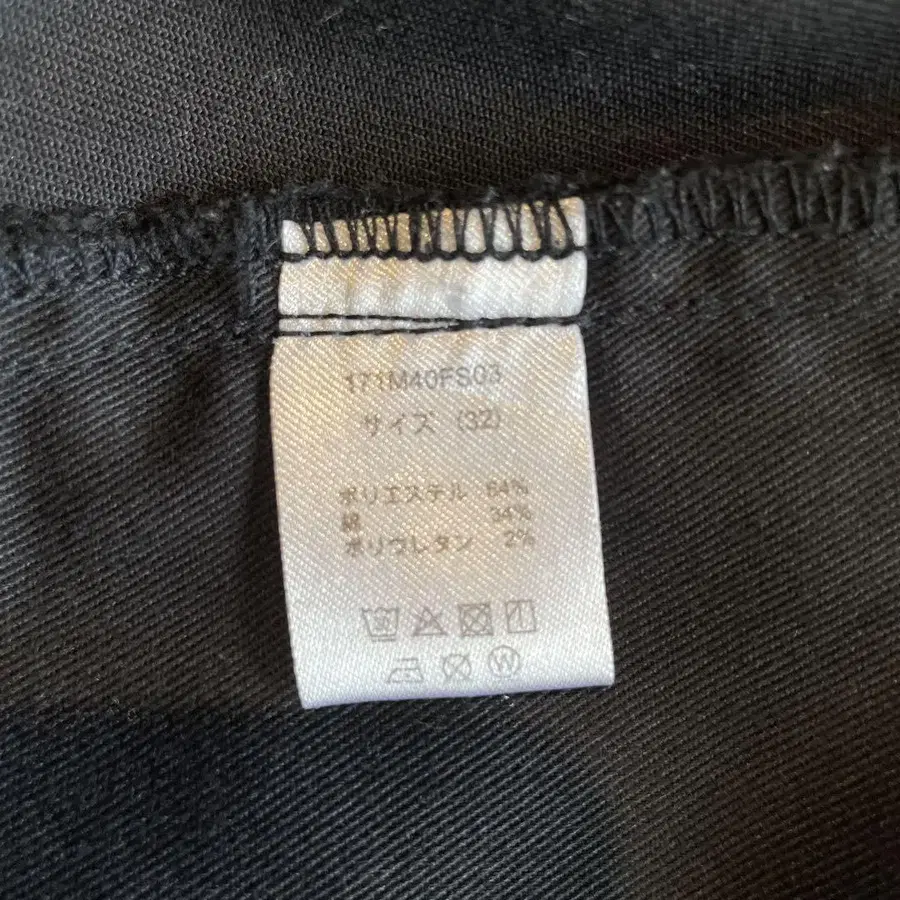 171M40FS03
サイズ (32)
ポリエステル 64%
綿 34%
ポリウレタン 2%
W